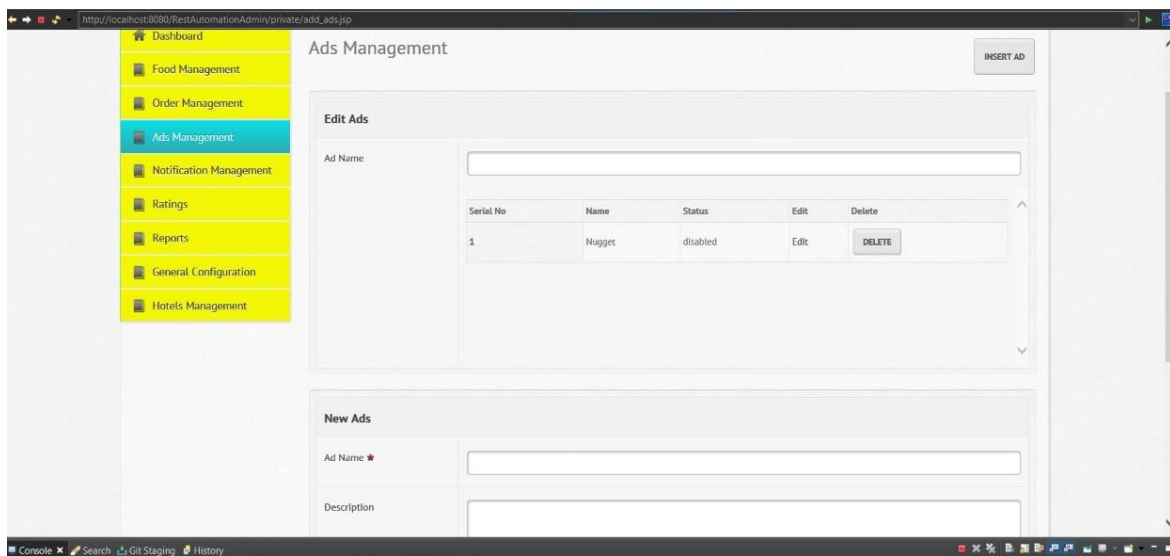 http://localhost:8080/RestAutomationAdmin/private/add_ads.jsp
Dashboard
Food Management
Order Management
Ads Management
Notification Management
Ratings
Reports
General Configuration
Hotels Management
Ads Management
INSERT AD
Edit Ads
Ad Name
Serial No Name Status Edit Delete
1 Nugget disabled Edit DELETE
New Ads
Ad Name *
Description
Console Search Git Staging History